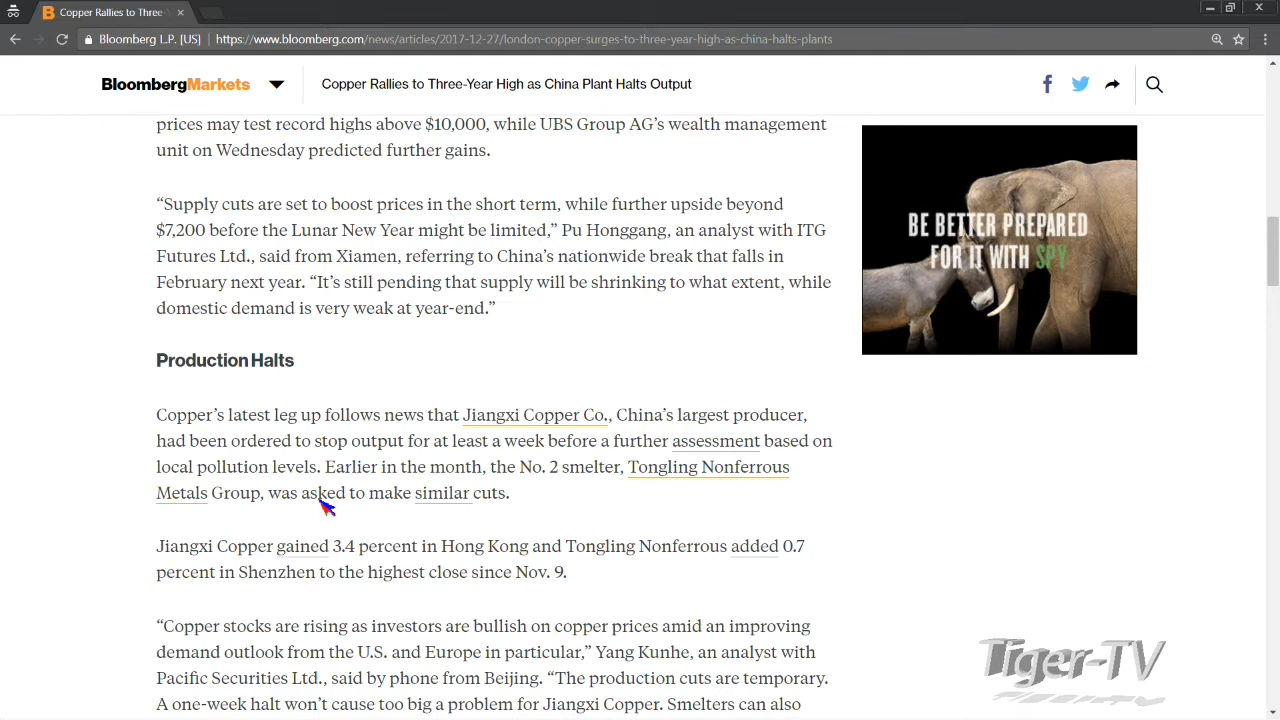 Copper Rallies to Three-
Bloomberg L.P. [US] | https://www.bloomberg.com/news/articles/2017-12-27/london-copper-surges-to-three-year-high-as-china-halts-plants
BloombergMarkets
Copper Rallies to Three-Year High as China Plant Halts Output
prices may test record highs above $10,000, while UBS Group AG’s wealth management
unit on Wednesday predicted further gains.
“Supply cuts are set to boost prices in the short term, while further upside beyond
$7,200 before the Lunar New Year might be limited,” Pu Honggang, an analyst with ITG
Futures Ltd., said from Xiamen, referring to China’s nationwide break that falls in
February next year. “It’s still pending that supply will be shrinking to what extent, while
domestic demand is very weak at year-end.”
Production Halts
Copper’s latest leg up follows news that Jiangxi Copper Co., China’s largest producer,
had been ordered to stop output for at least a week before a further assessment based on
local pollution levels. Earlier in the month, the No. 2 smelter, Tongling Nonferrous
Metals Group, was asked to make similar cuts.
Jiangxi Copper gained 3.4 percent in Hong Kong and Tongling Nonferrous added 0.7
percent in Shenzhen to the highest close since Nov. 9.
“Copper stocks are rising as investors are bullish on copper prices amid an improving
demand outlook from the U.S. and Europe in particular,” Yang Kunhe, an analyst with
Pacific Securities Ltd., said by phone from Beijing. “The production cuts are temporary.
A one-week halt won’t cause too big a problem for Jiangxi Copper. Smelters can also
BE BETTER PREPARED
FOR IT WITH SPY
Tiger-TV